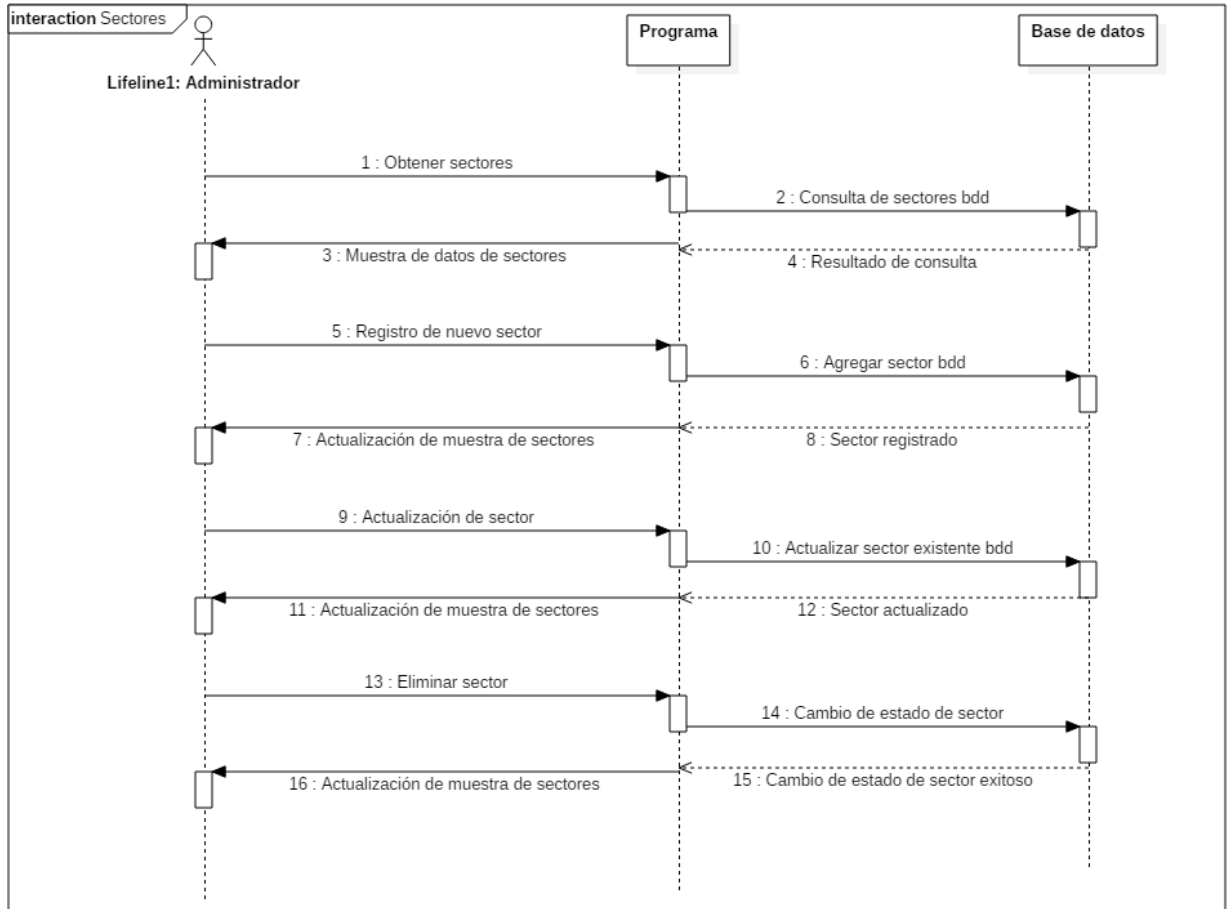 interaction Sectores
Programa
Base de datos
Lifeline1: Administrador
1 : Obtener sectores
2 : Consulta de sectores bdd
3 : Muestra de datos de sectores
4 : Resultado de consulta
5 : Registro de nuevo sector
6 : Agregar sector bdd
7 : Actualización de muestra de sectores
8 : Sector registrado
9 : Actualización de sector
10 : Actualizar sector existente bdd
11 : Actualización de muestra de sectores
12 : Sector actualizado
13 : Eliminar sector
14 : Cambio de estado de sector
16 : Actualización de muestra de sectores
15 : Cambio de estado de sector exitoso